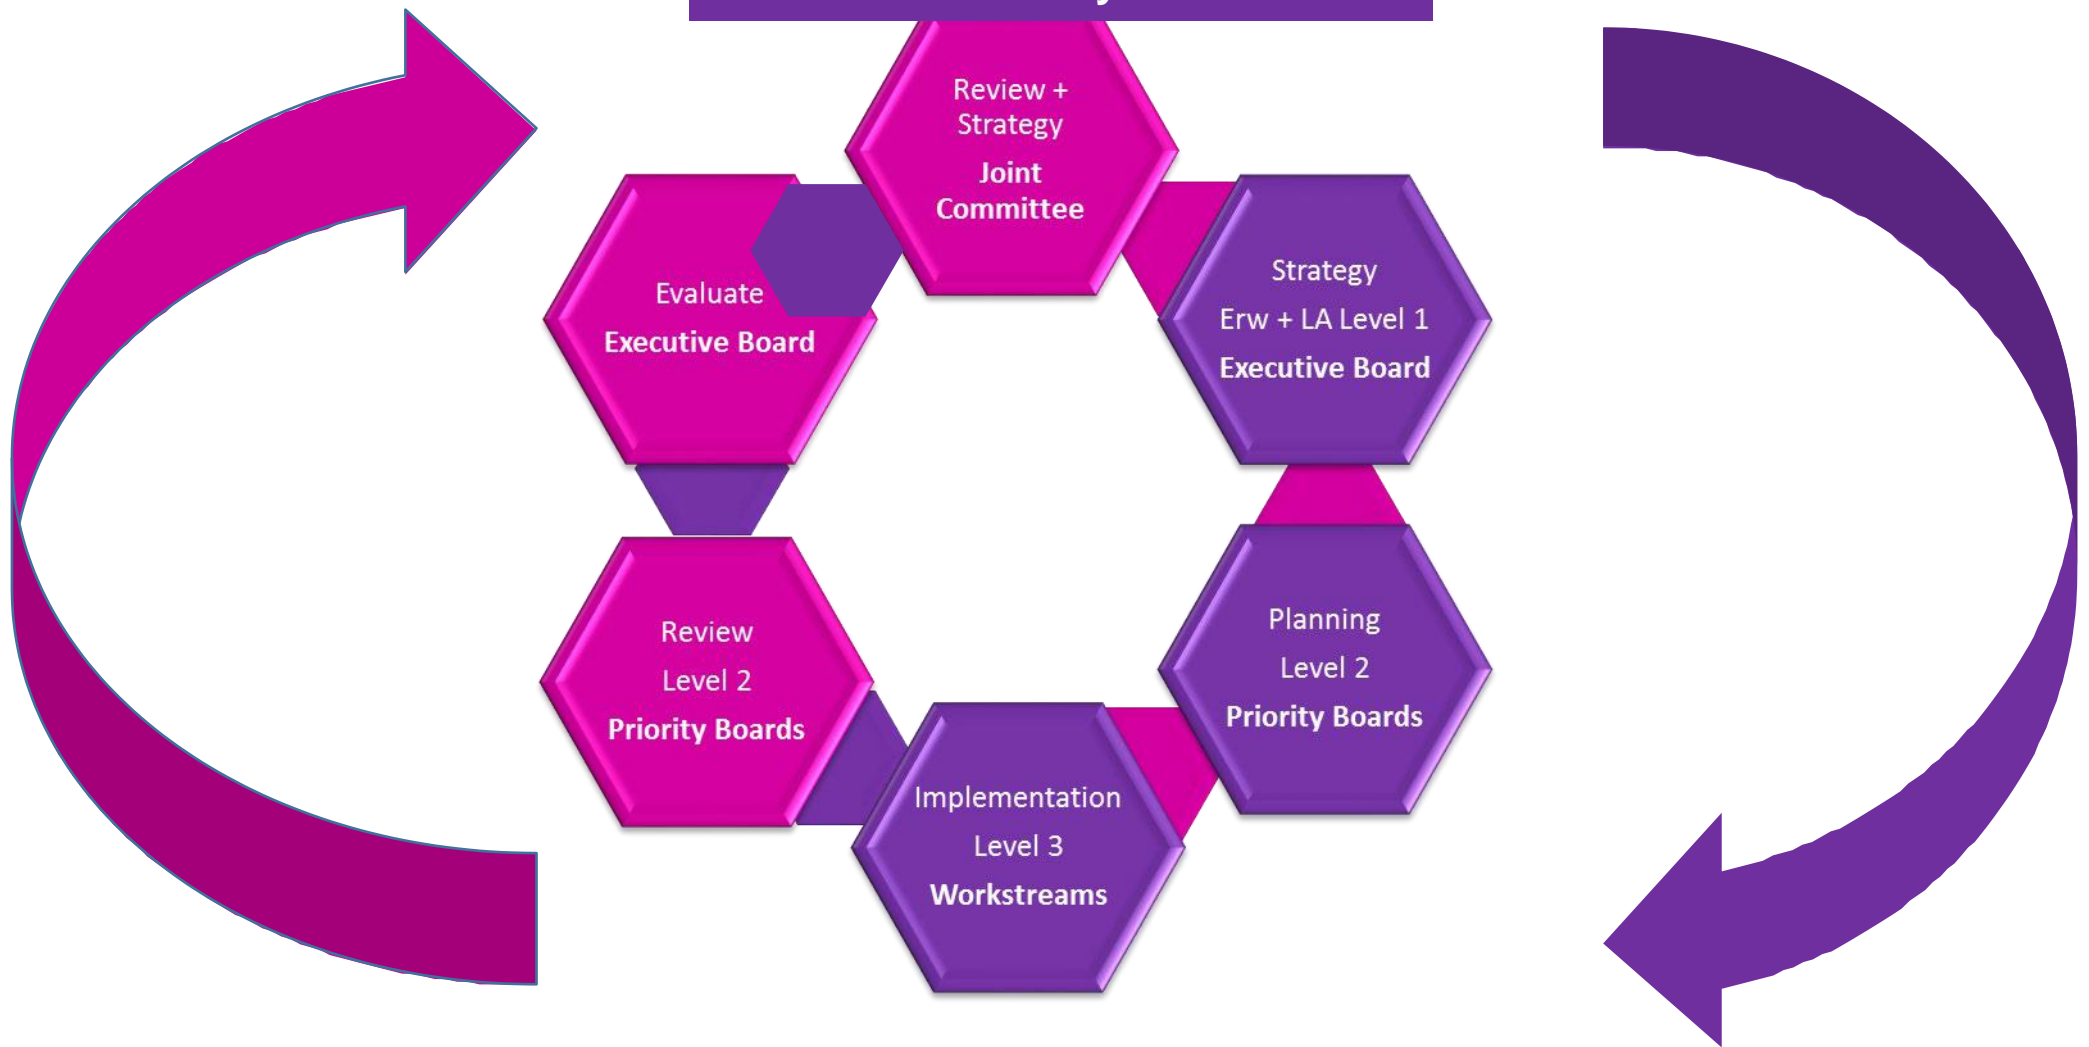 Review +
Strategy
Joint
Committee
Strategy
Erw + LA Level 1
Executive Board
Planning
Level 2
Priority Boards
Implementation
Level 3
Workstreams
Review
Level 2
Priority Boards
Evaluate
Executive Board